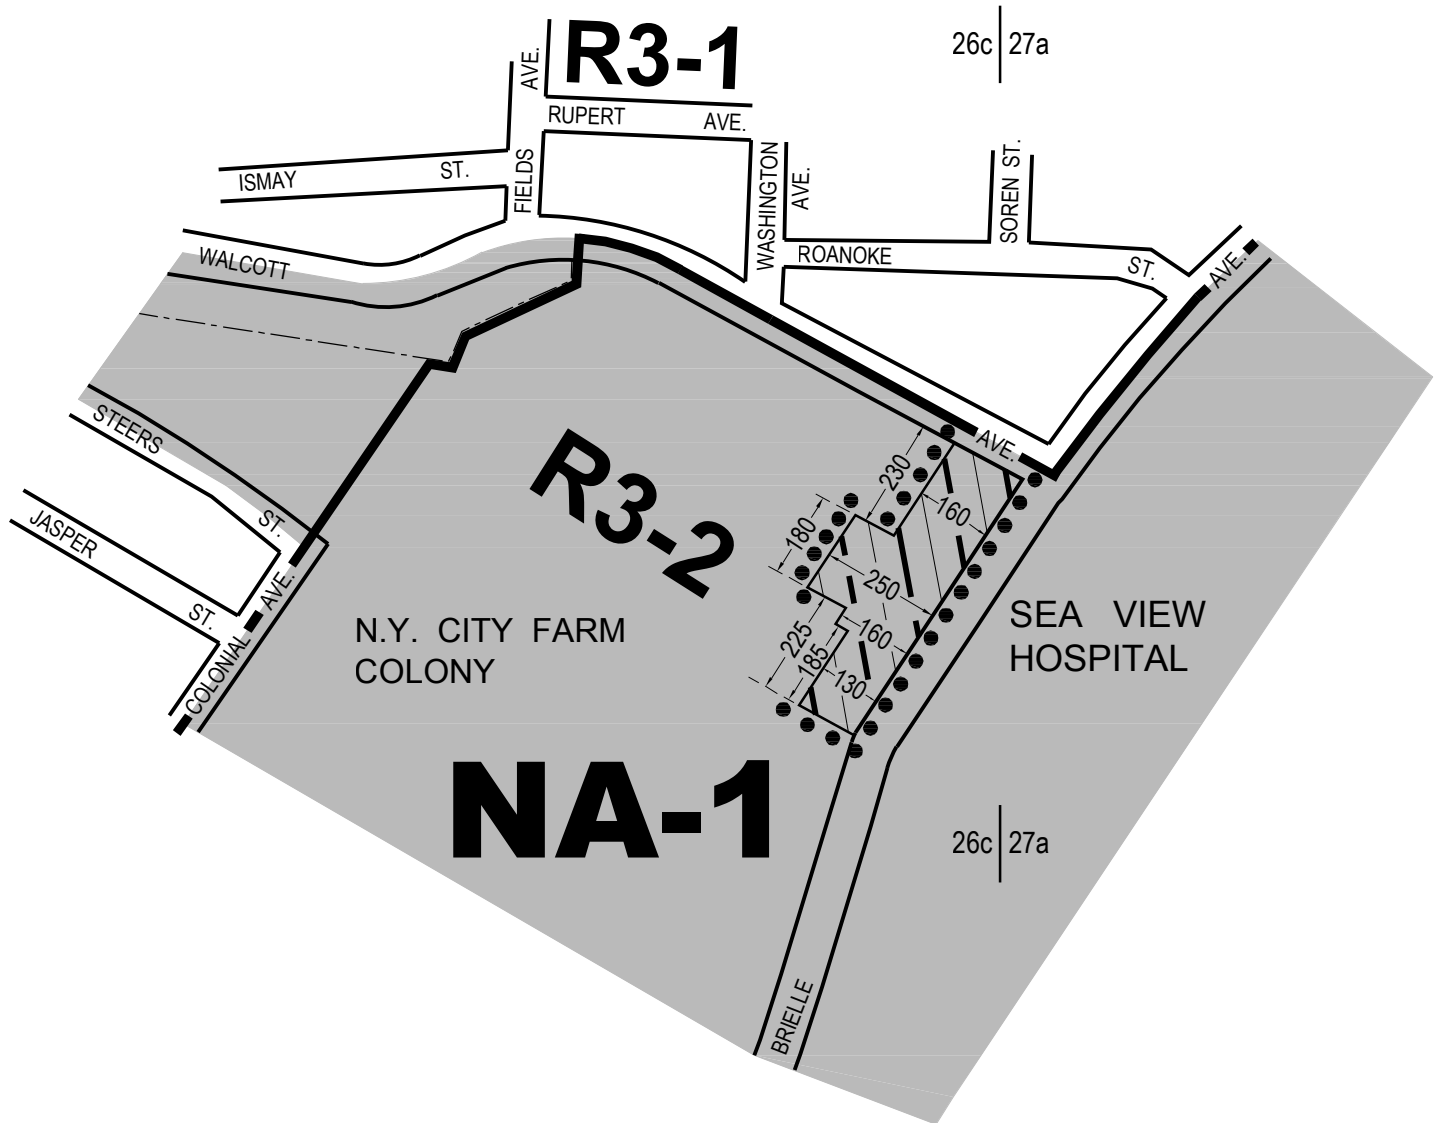 R3-1
26c 27a
AVE.
RUPERT AVE.
ISMAY ST.
FIELDS
WASHINGTON
AVE.
SOREN ST.
WALCOTT
ROANOKE
ST.
AVE.
STEERS
ST.
JASPER
ST.
AVE.
COLONIAL
R3-2
AVE.
230
160
180
250
225
160
185
130
N.Y. CITY FARM
COLONY
SEA VIEW
HOSPITAL
NA-1
26c 27a
BRIELLE